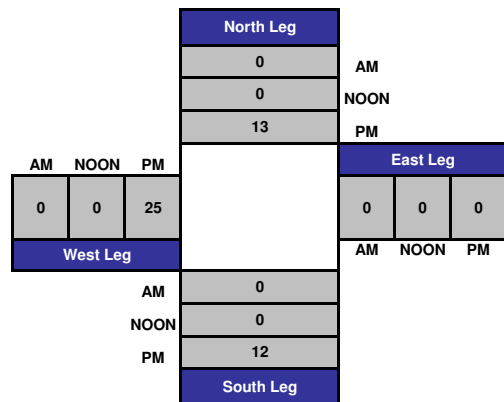 North Leg
0 AM
0 NOON
13 PM
AM NOON PM East Leg
0 0 25 0 0 0
West Leg AM NOON PM
AM 0
NOON 0
PM 12
South Leg